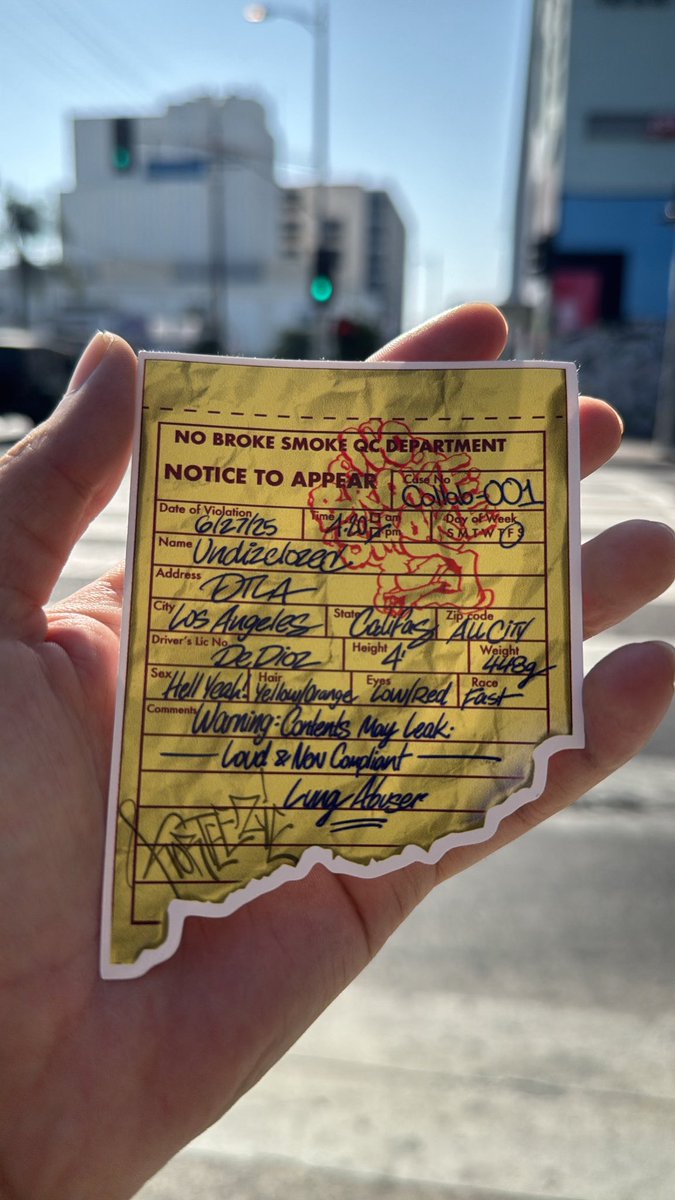 NO BROKE SMOKE QC DEPARTMENT
NOTICE TO APPEAR Case No Collab-001
Date of Violation 6/27/25 Time 4:20 am pm Day of Week S M T W T F S
Name Undizclozed
Address DTLA
City Los Angeles State Califas Zip code ALL CITY
Driver's Lic No De Dioz Height 4' Weight 448g
Sex Hell Yeah! Hair Yellow/Orange Eyes Low/Red Race Fast
Comments Warning: Contents May Leak:
Loud & Non Compliant
Lung Abuser